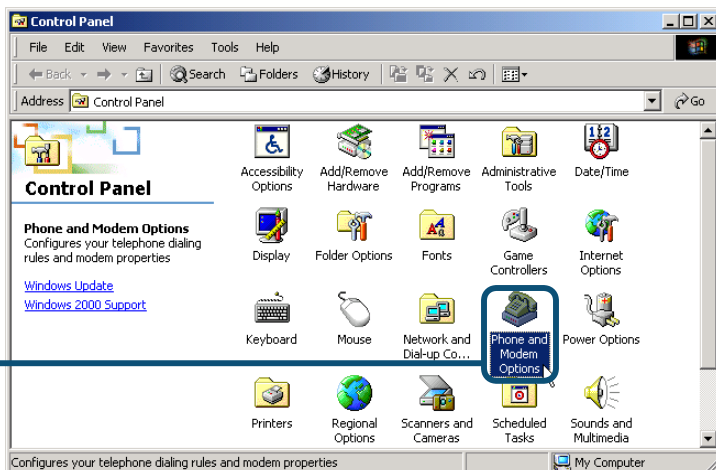 Control Panel
File Edit View Favorites Tools Help
Back Search Folders History
Address Control Panel Go
Control Panel
Phone and Modem Options
Configures your telephone dialing
rules and modem properties
Windows Update
Windows 2000 Support
Accessibility
Options
Add/Remove
Hardware
Add/Remove
Programs
Administrative
Tools
Date/Time
Display
Folder Options
Fonts
Game
Controllers
Internet
Options
Keyboard
Mouse
Network and
Dial-up Co...
Phone and
Modem
Options
Power Options
Printers
Regional
Options
Scanners and
Cameras
Scheduled
Tasks
Sounds and
Multimedia
Configures your telephone dialing rules and modem properties My Computer